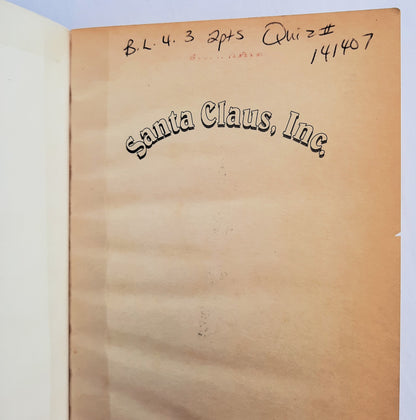 B.L. 4.3 2pts Quiz #
141407
Santa Claus, Inc.